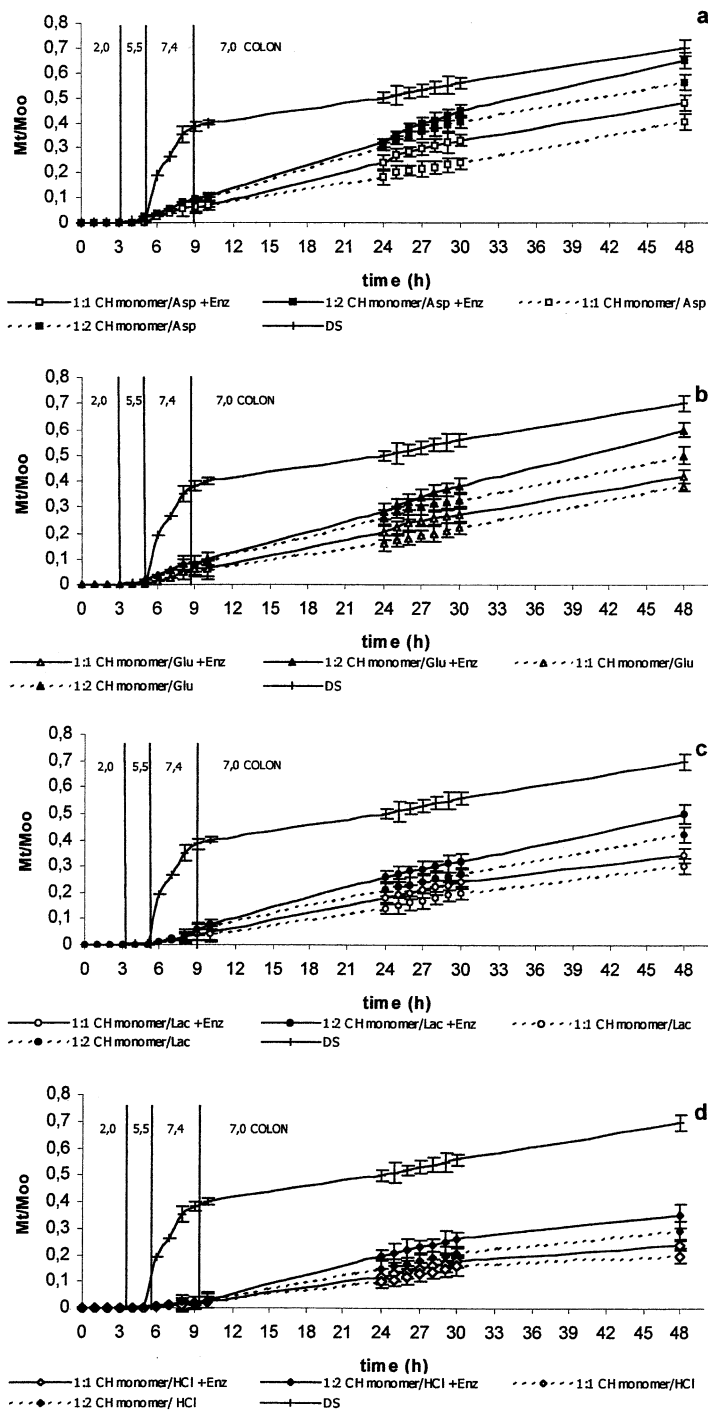 a
0,8
0,7
0,6
0,5
0,4
0,3
0,2
0,1
0
Mt/Moo
2,0 5,5 7,4 7,0 COLON
0 3 6 9 12 15 18 21 24 27 30 33 36 39 42 45 48
time (h)
1:1 CH monomer/Asp +Enz 1:2 CH monomer/Asp +Enz 1:1 CH monomer/Asp
1:2 CH monomer/Asp DS
b
0,8
0,7
0,6
0,5
0,4
0,3
0,2
0,1
0
Mt/Moo
2,0 5,5 7,4 7,0 COLON
0 3 6 9 12 15 18 21 24 27 30 33 36 39 42 45 48
time (h)
1:1 CH monomer/Glu +Enz 1:2 CH monomer/Glu +Enz 1:1 CH monomer/Glu
1:2 CH monomer/Glu DS
c
0,8
0,7
0,6
0,5
0,4
0,3
0,2
0,1
0
Mt/Moo
2,0 5,5 7,4 7,0 COLON
0 3 6 9 12 15 18 21 24 27 30 33 36 39 42 45 48
time (h)
1:1 CH monomer/Lac +Enz 1:2 CH monomer/Lac +Enz 1:1 CH monomer/Lac
1:2 CH monomer/Lac DS
d
0,8
0,7
0,6
0,5
0,4
0,3
0,2
0,1
0
Mt/Moo
2,0 5,5 7,4 7,0 COLON
0 3 6 9 12 15 18 21 24 27 30 33 36 39 42 45 48
time (h)
1:1 CH monomer/HCl +Enz 1:2 CH monomer/HCl +Enz 1:1 CH monomer/HCl
1:2 CH monomer/ HCl DS